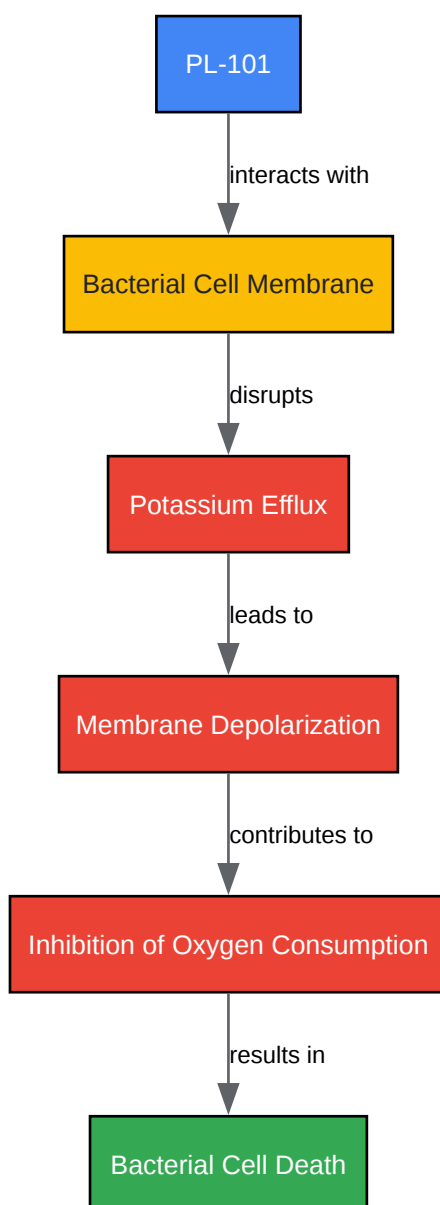 PL-101
interacts with
Bacterial Cell Membrane
disrupts
Potassium Efflux
leads to
Membrane Depolarization
contributes to
Inhibition of Oxygen Consumption
results in
Bacterial Cell Death